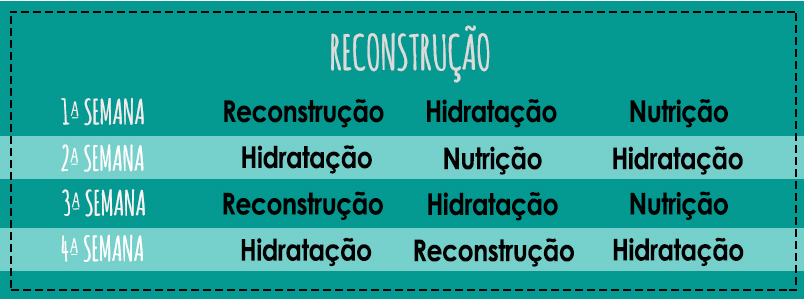 RECONSTRUÇÃO
1ª SEMANA Reconstrução Hidratação Nutrição
2ª SEMANA Hidratação Nutrição Hidratação
3ª SEMANA Reconstrução Hidratação Nutrição
4ª SEMANA Hidratação Reconstrução Hidratação